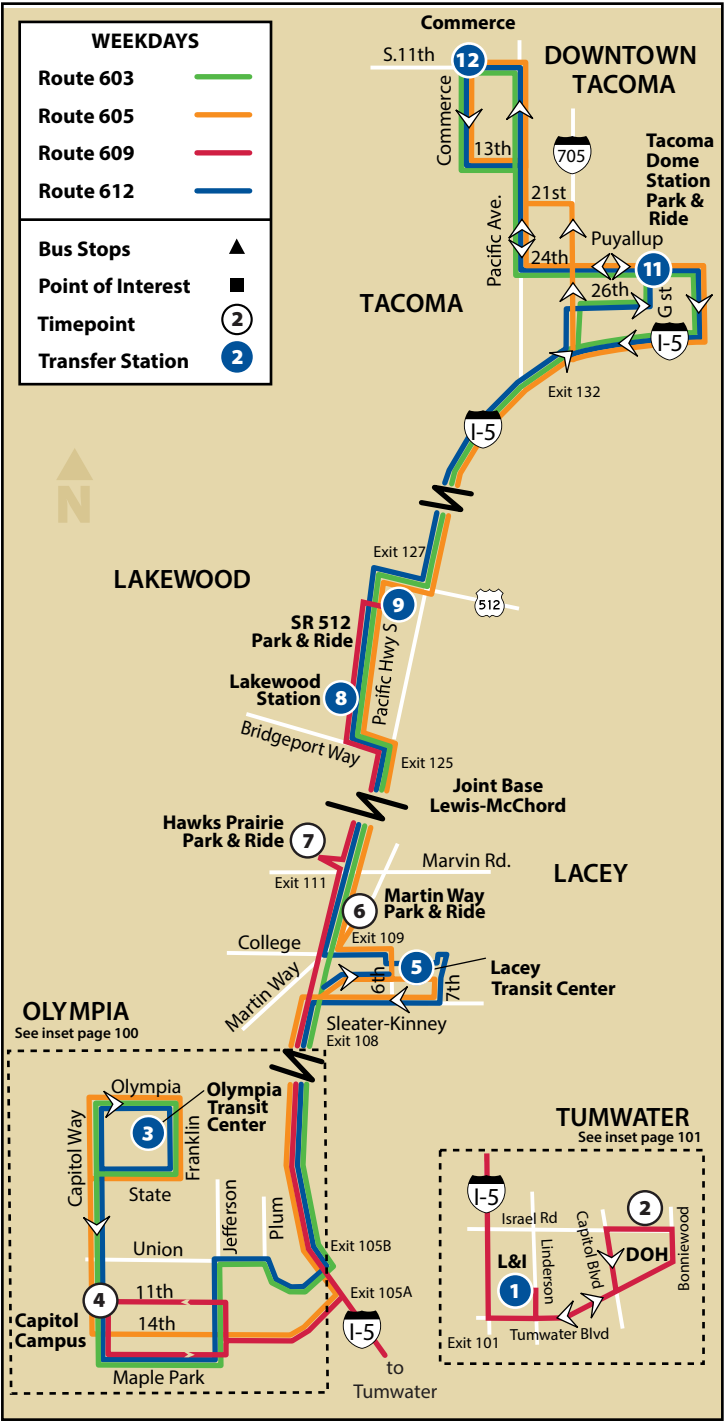 WEEKDAYS
Route 603
Route 605
Route 609
Route 612
Bus Stops
Point of Interest
Timepoint
2
Transfer Station
2
Commerce
S.11th
12
DOWNTOWN
TACOMA
Commerce
13th
705
Tacoma
Dome
Station
Park &
Ride
21st
Pacific Ave.
Puyallup
24th
11
26th
G st
TACOMA
I-5
Exit 132
I-5
N
Exit 127
LAKEWOOD
9
512
SR 512
Park & Ride
Pacific Hwy S
Lakewood
Station
8
Bridgeport Way
Exit 125
Joint Base
Lewis-McChord
Hawks Prairie
Park & Ride
7
Marvin Rd.
Exit 111
LACEY
6
Martin Way
Park & Ride
Exit 109
College
5
Lacey
Transit Center
6th
7th
Martin Way
Sleater-Kinney
Exit 108
OLYMPIA
See inset page 100
Olympia
Olympia
Transit
Center
3
Capitol Way
Franklin
State
Jefferson
Plum
Union
Exit 105B
4
11th
Exit 105A
Capitol
Campus
14th
I-5
Maple Park
to
Tumwater
TUMWATER
See inset page 101
I-5
2
Israel Rd
Capitol Blvd
Bonniewood
L&I
Linderson
DOH
1
Exit 101
Tumwater Blvd